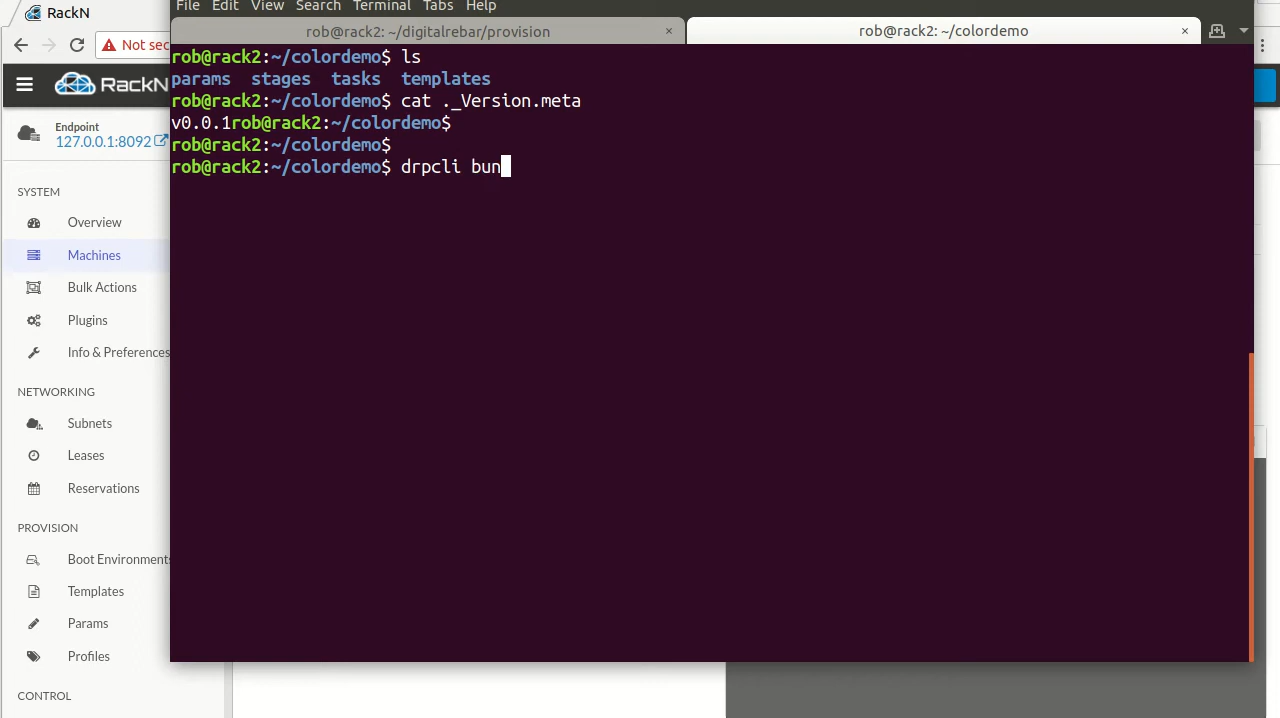 RackN
File Edit View Search Terminal Tabs Help
rob@rack2: ~/digitalrebar/provision ×
rob@rack2: ~/colordemo ×
Not sec
RackN
Endpoint
127.0.0.1:8092
SYSTEM
Overview
Machines
Bulk Actions
Plugins
Info & Preferences
NETWORKING
Subnets
Leases
Reservations
PROVISION
Boot Environments
Templates
Params
Profiles
CONTROL
rob@rack2:~/colordemo$ ls
params stages tasks templates
rob@rack2:~/colordemo$ cat ._Version.meta
v0.0.1rob@rack2:~/colordemo$
rob@rack2:~/colordemo$
rob@rack2:~/colordemo$ drpcli bun